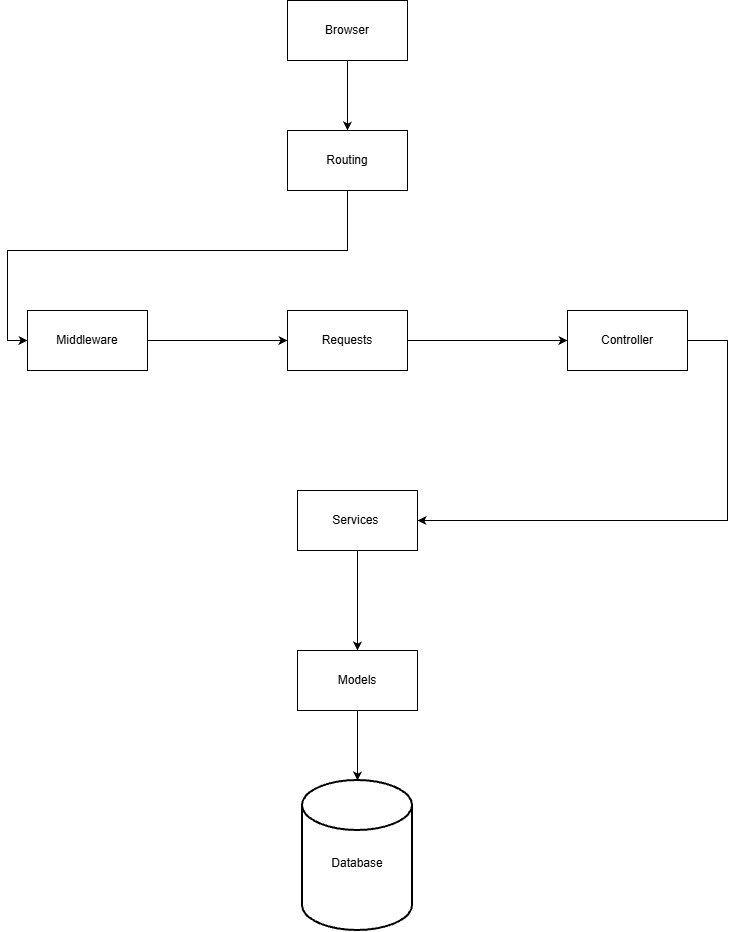 Browser
Routing
Middleware
Requests
Controller
Services
Models
Database